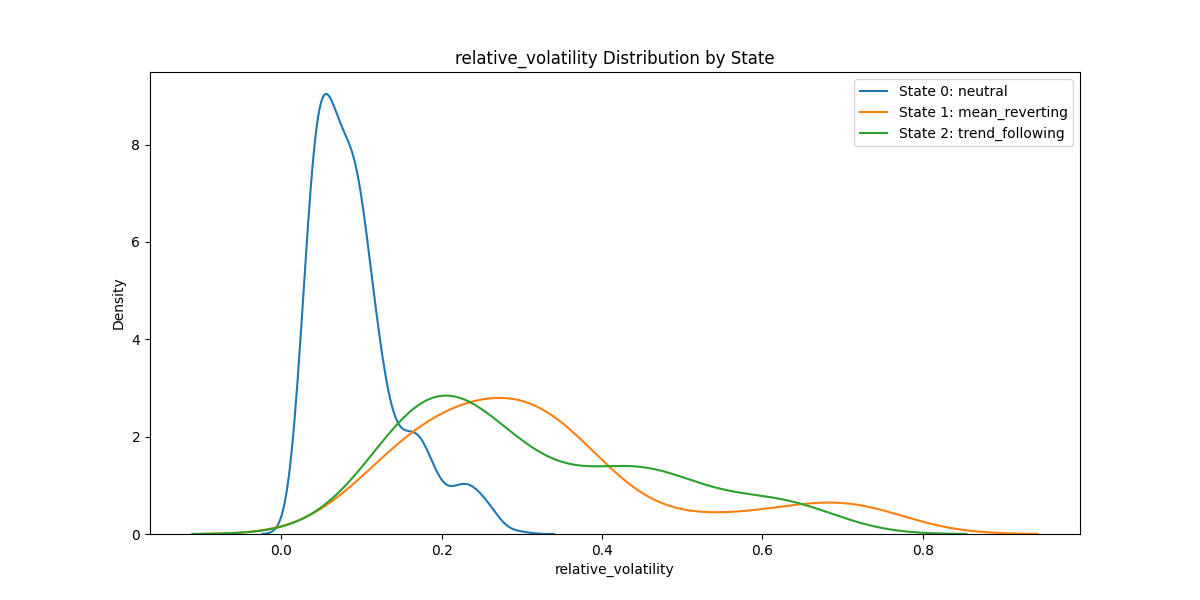 relative_volatility Distribution by State
State 0: neutral
State 1: mean_reverting
State 2: trend_following
Density
8
6
4
2
0
0.0 0.2 0.4 0.6 0.8
relative_volatility